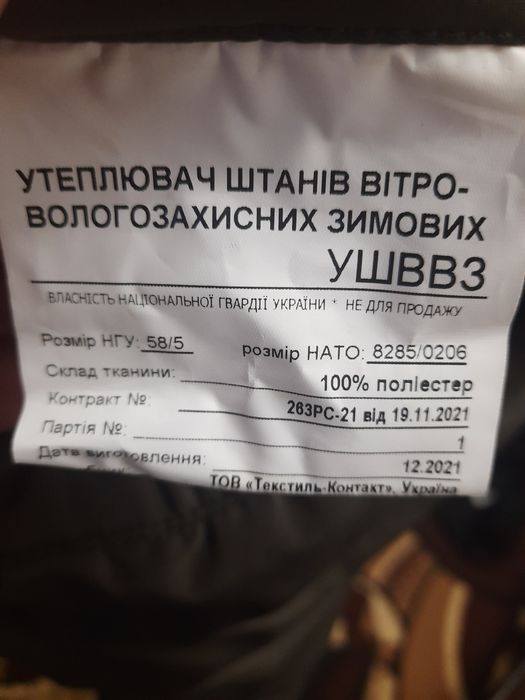 УТЕПЛЮВАЧ ШТАНІВ ВІТРО-
ВОЛОГОЗАХИСНИХ ЗИМОВИХ
УШВВЗ
ВЛАСНІСТЬ НАЦІОНАЛЬНОЇ ГВАРДІЇ УКРАЇНИ * НЕ ДЛЯ ПРОДАЖУ
Розмір НГУ: 58/5 розмір НАТО: 8285/0206
Склад тканини: 100% поліестер
Контракт №: 263РС-21 від 19.11.2021
Партія №: 1
Дата виготовлення: 12.2021
ТОВ «Текстиль-Контакт», Україна